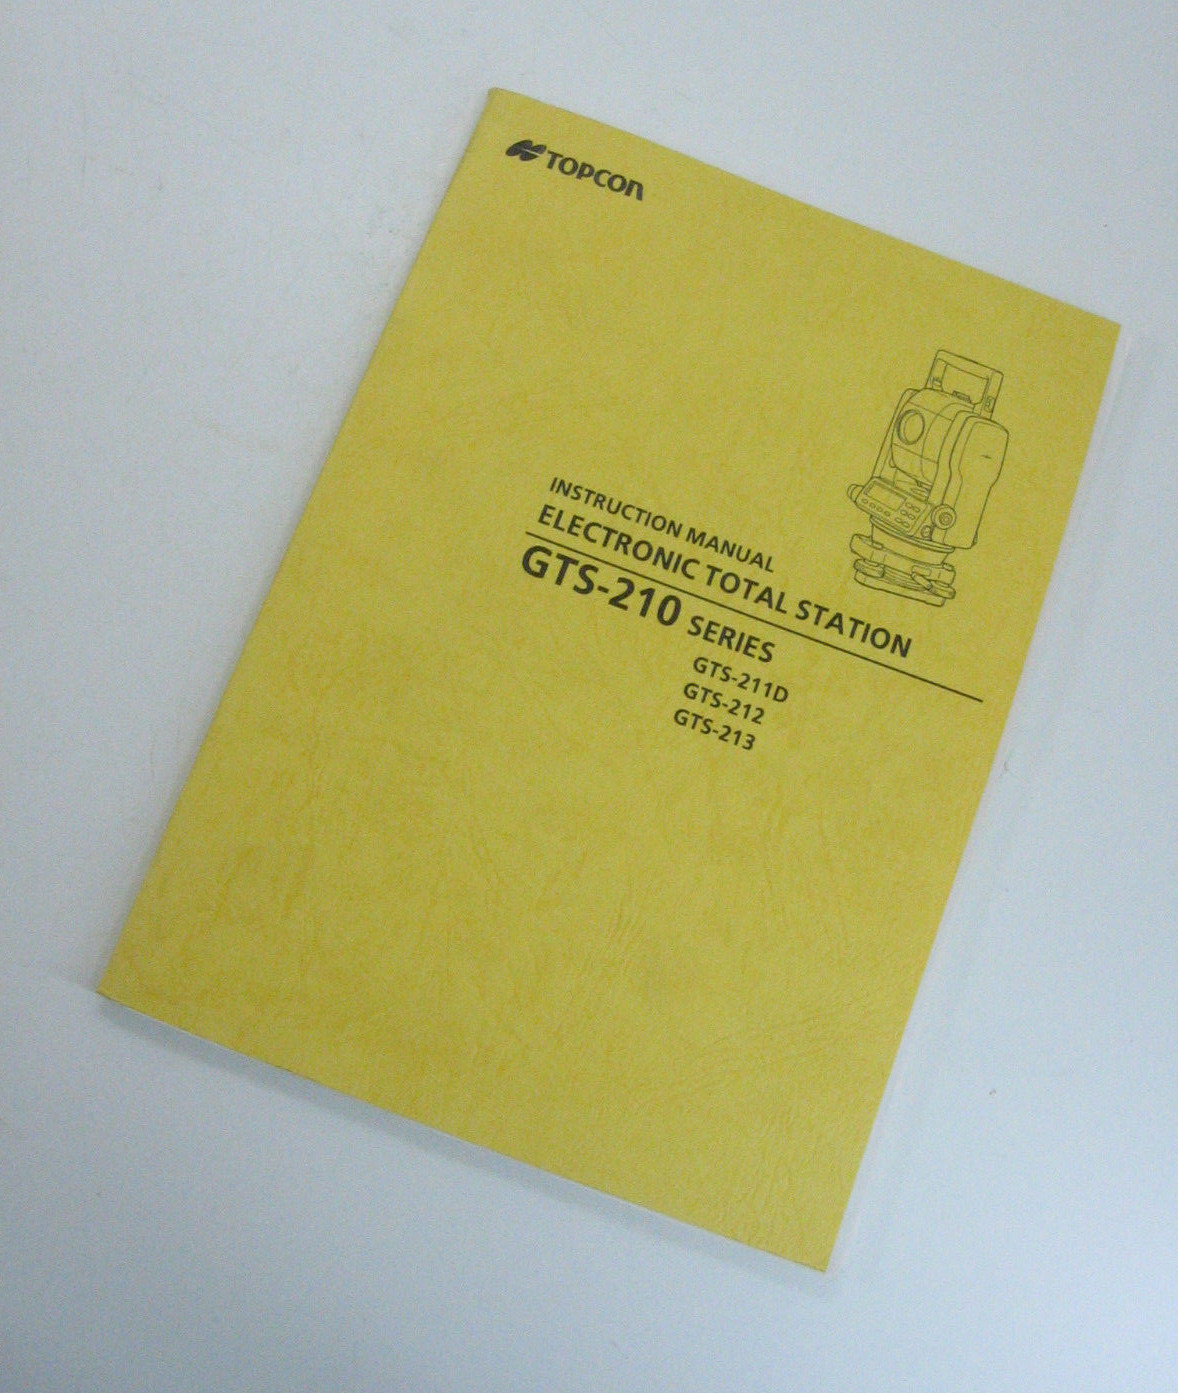 TOPCON
INSTRUCTION MANUAL
ELECTRONIC TOTAL STATION
GTS-210 SERIES
GTS-211D
GTS-212
GTS-213